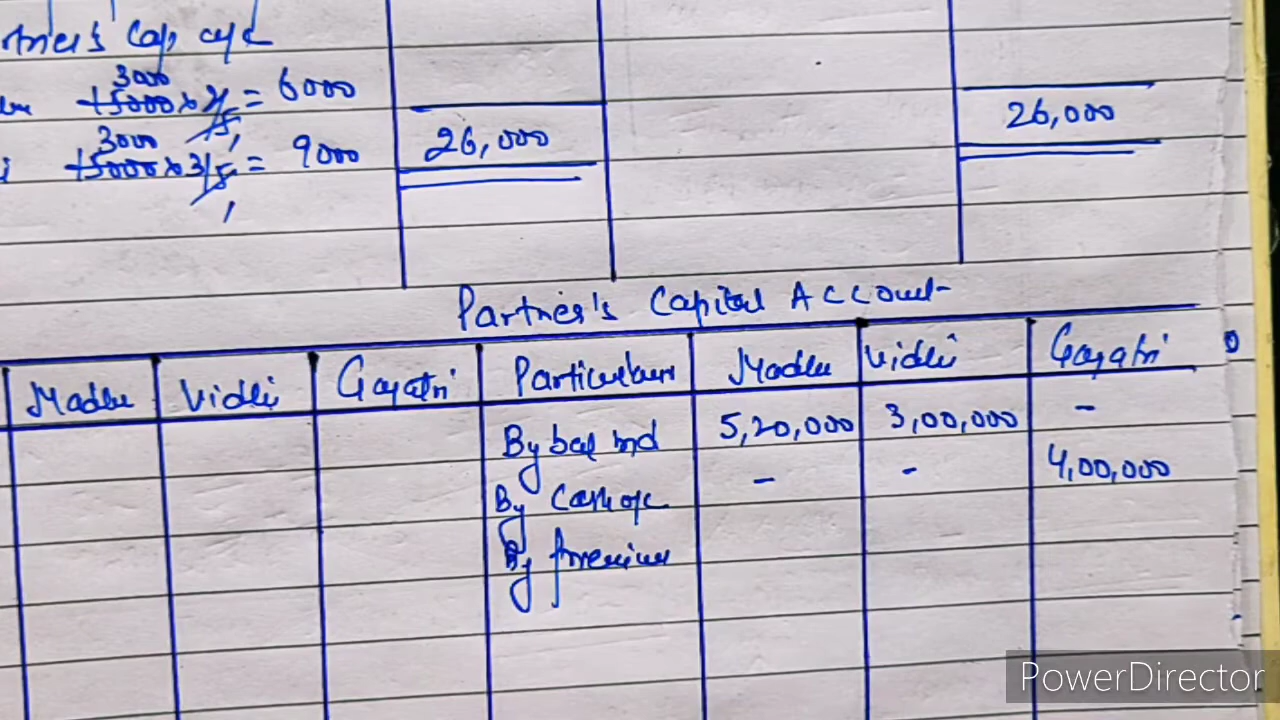 tner's Cap a/c
3000
15000 x 2/5 = 6000
26,000
3000
15000 x 3/5 = 9000
26,000
1
Partner's Capital Account
Madhu Vidhi Gayatri Particulars Madhu Vidhi Gayatri
By bal b/d 5,20,000 3,00,000 -
By Cash a/c - - 4,00,000
By Premium
PowerDirector